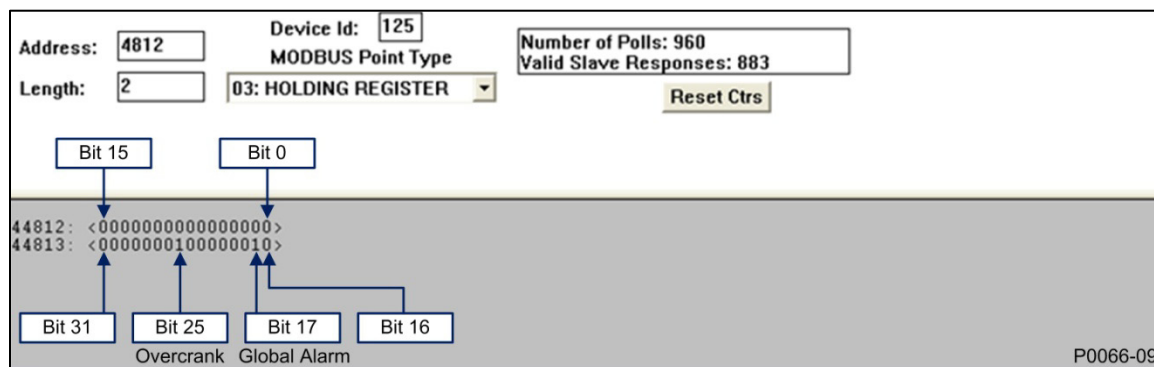 Address: 4812
Device Id: 125
MODBUS Point Type
Number of Polls: 960
Valid Slave Responses: 883
Length: 2
03: HOLDING REGISTER
Reset Ctrs
Bit 15 Bit 0
44812: <0000000000000000>
44813: <0000000100000010>
Bit 31 Bit 25 Bit 17 Bit 16
Overcrank Global Alarm
P0066-09